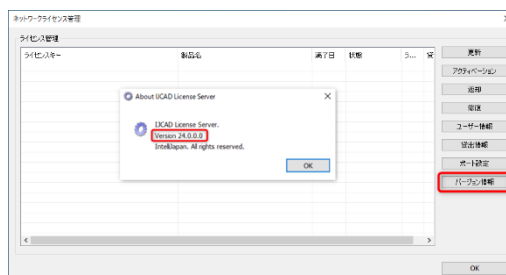 ネットワークライセンス管理
ライセンス管理
ライセンスキー 製品名 満了日 状態 ラ... 貸
更新
アクティベーション
返却
修復
ユーザー情報
貸出情報
ポート設定
バージョン情報
About IJCAD License Server
IJCAD License Server.
Version 24.0.0.0
IntelliJapan. All rights reserved.
OK
OK